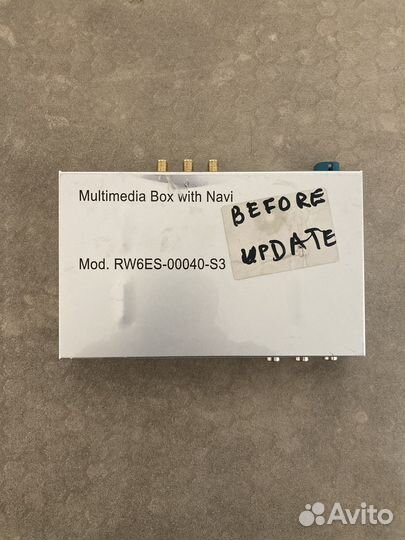 Multimedia Box with Navi
BEFORE
UPDATE
Mod. RW6ES-00040-S3
Avito